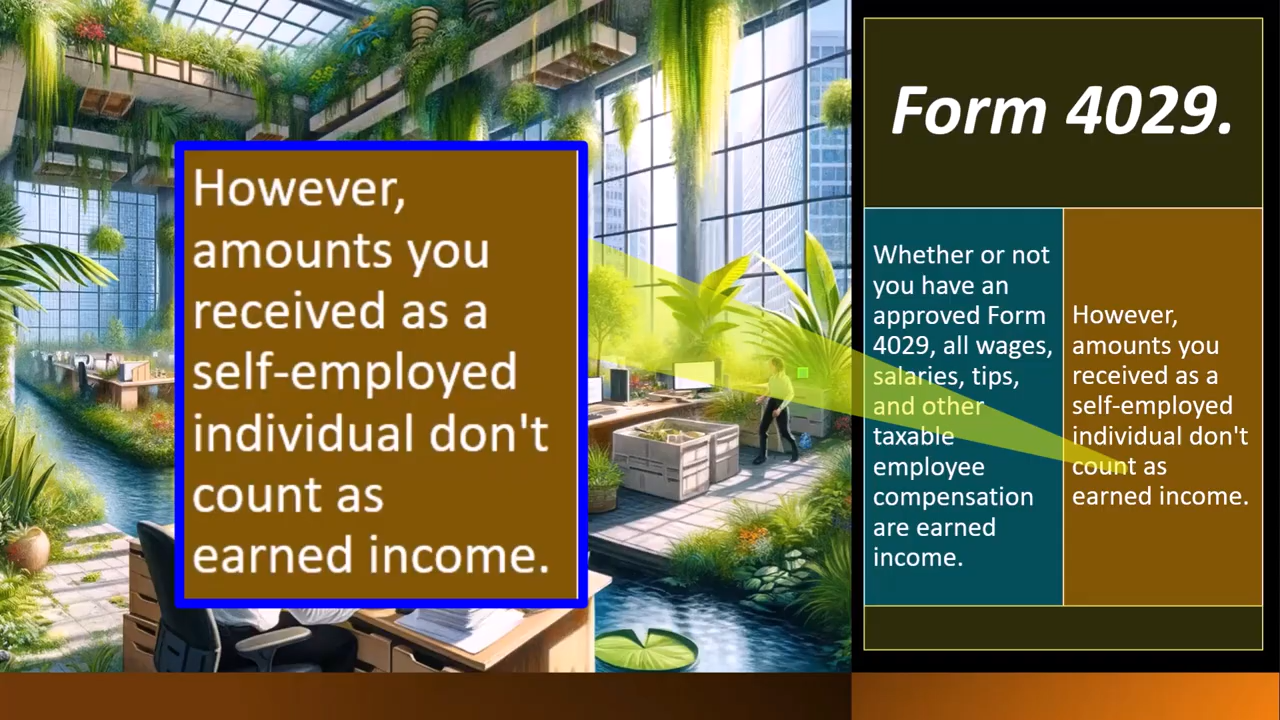 However,
amounts you
received as a
self-employed
individual don't
count as
earned income.
Form 4029.
Whether or not
you have an
approved Form
4029, all wages,
salaries, tips,
and other
taxable
employee
compensation
are earned
income.
However,
amounts you
received as a
self-employed
individual don't
count as
earned income.